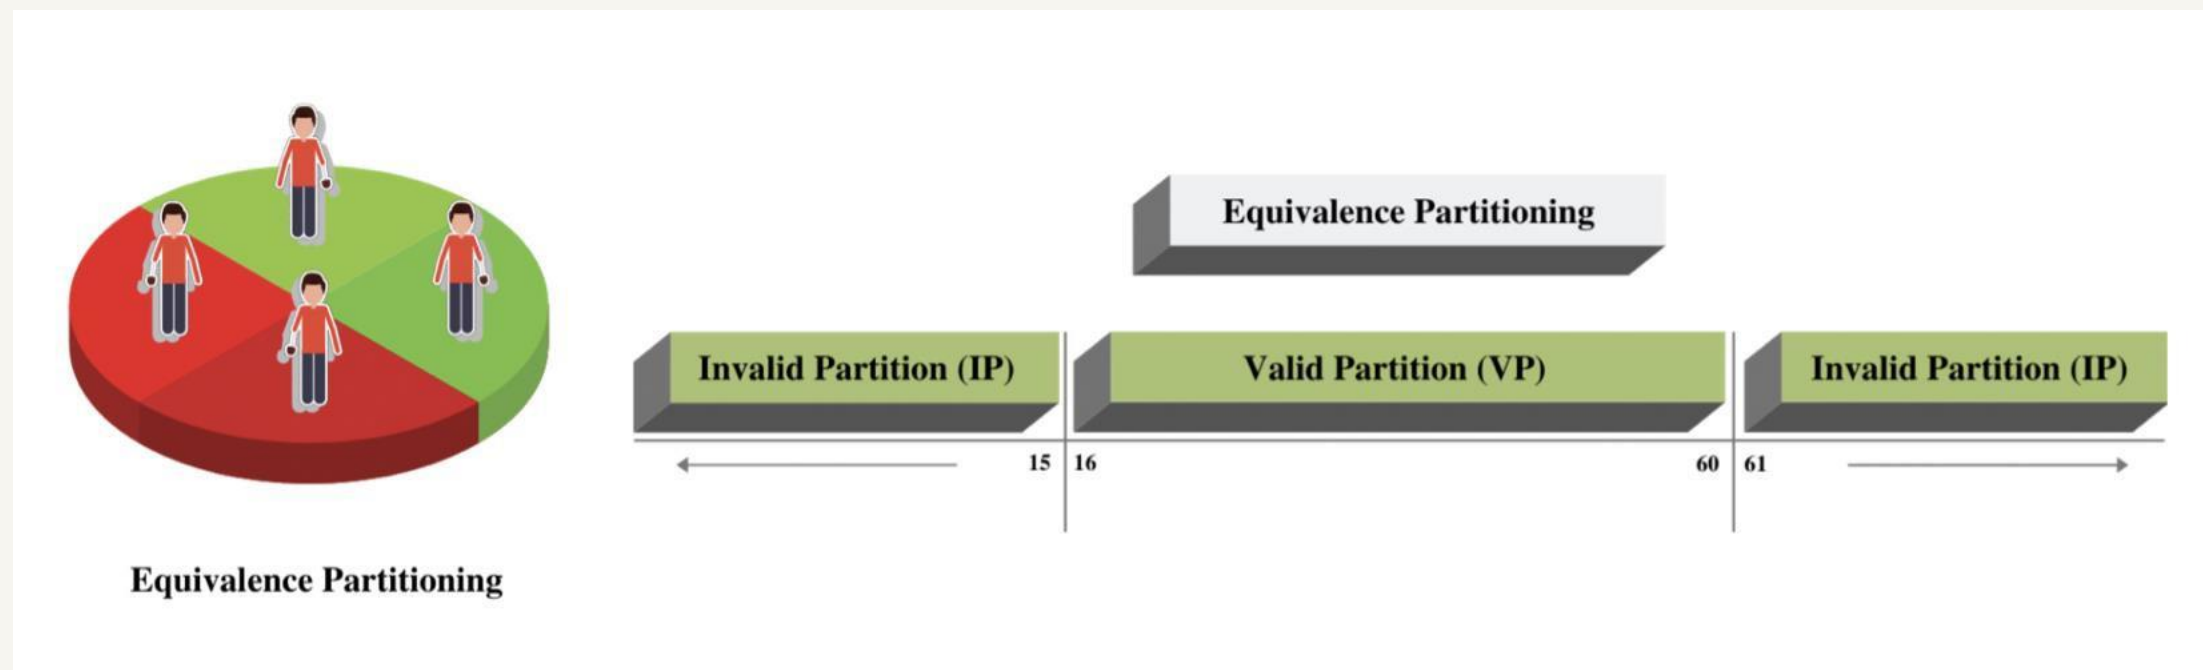 Equivalence Partitioning
Equivalence Partitioning
Invalid Partition (IP)
Valid Partition (VP)
Invalid Partition (IP)
15 16 60 61